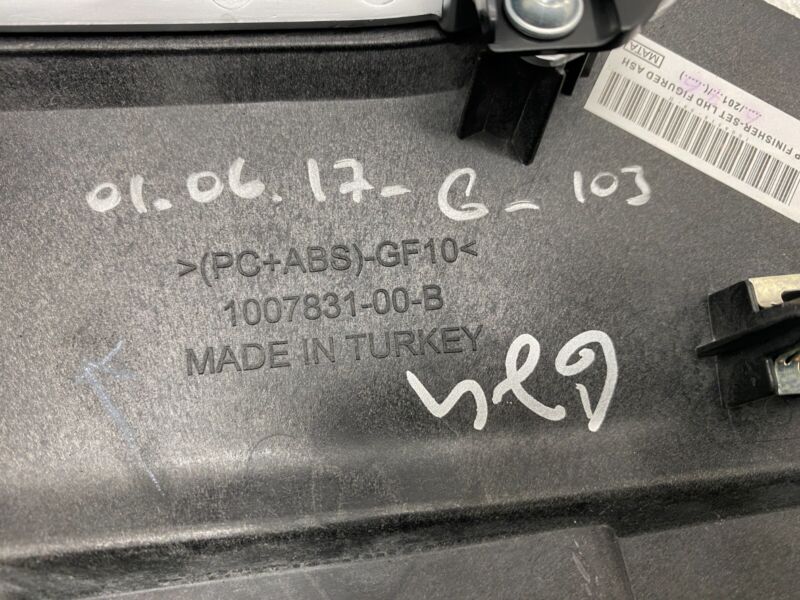 01.06.17-G-103
>(PC+ABS)-GF10<
1007831-00-B
MADE IN TURKEY
MATA
P FINISHER-SET LHD FIGURED ASH